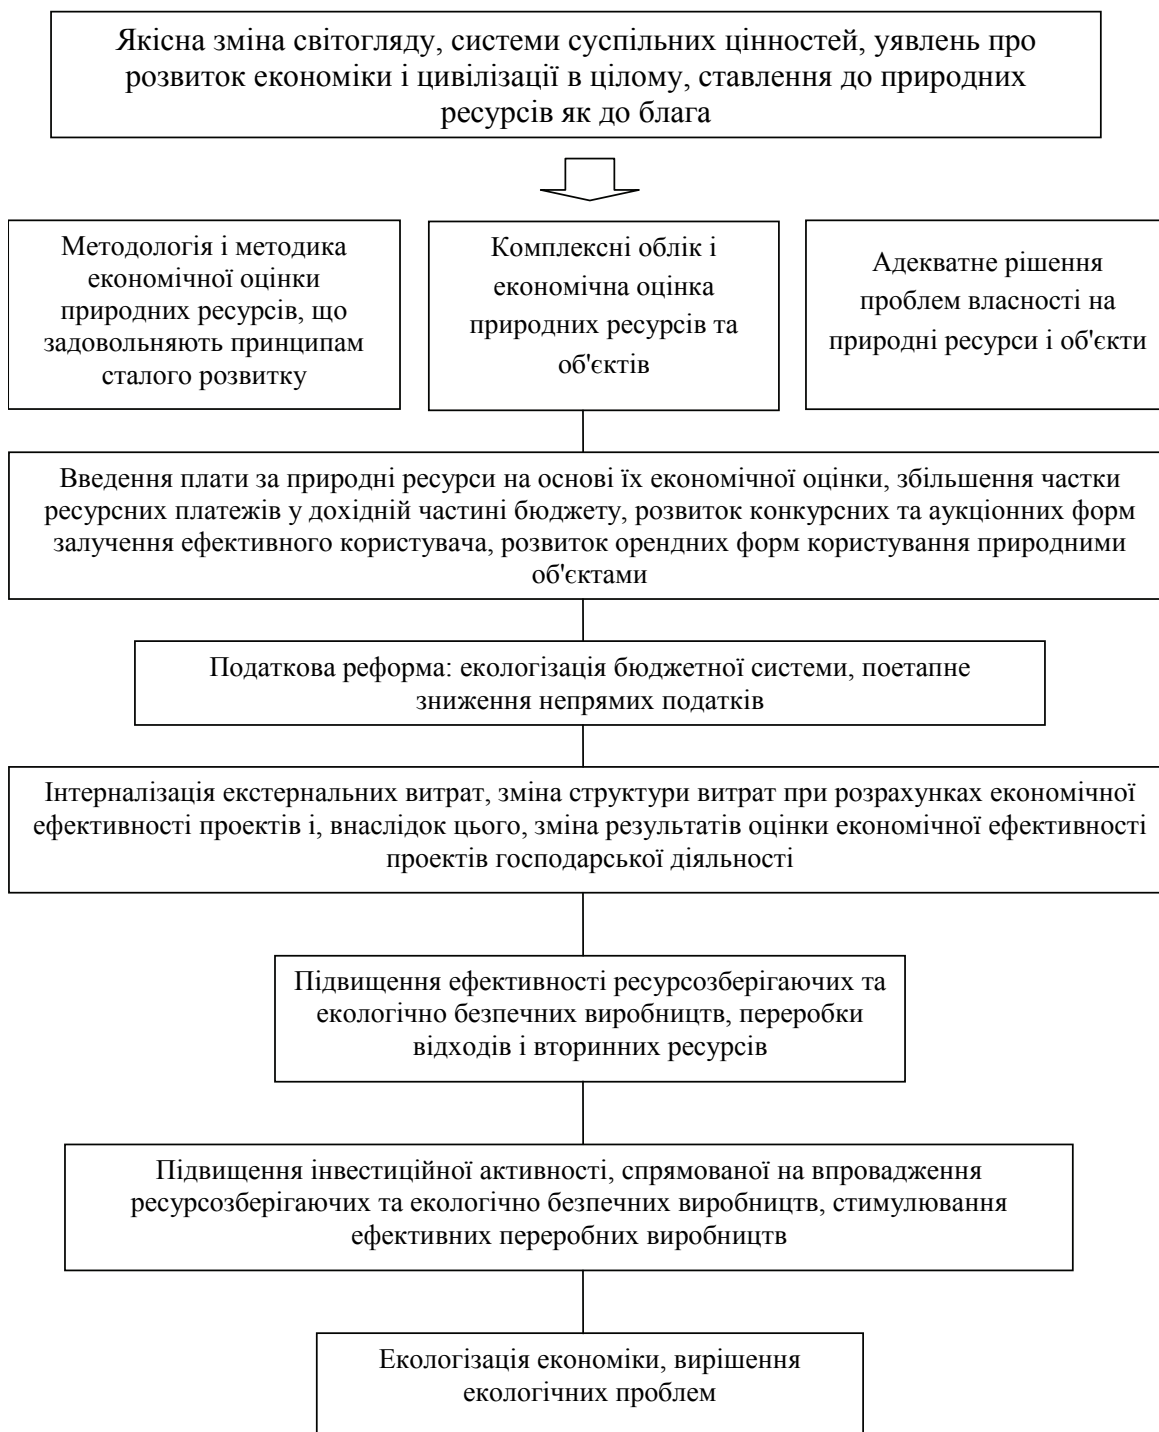 Якісна зміна світогляду, системи суспільних цінностей, уявлень про
розвиток економіки і цивілізації в цілому, ставлення до природних
ресурсів як до блага
Методологія і методика
економічної оцінки
природних ресурсів, що
задовольняють принципам
сталого розвитку
Комплексні облік і
економічна оцінка
природних ресурсів та
об'єктів
Адекватне рішення
проблем власності на
природні ресурси і об'єкти
Введення плати за природні ресурси на основі їх економічної оцінки, збільшення частки
ресурсних платежів у дохідній частині бюджету, розвиток конкурсних та аукціонних форм
залучення ефективного користувача, розвиток орендних форм користування природними
об'єктами
Податкова реформа: екологізація бюджетної системи, поетапне
зниження непрямих податків
Інтерналізація екстернальних витрат, зміна структури витрат при розрахунках економічної
ефективності проектів і, внаслідок цього, зміна результатів оцінки економічної ефективності
проектів господарської діяльності
Підвищення ефективності ресурсозберігаючих та
екологічно безпечних виробництв, переробки
відходів і вторинних ресурсів
Підвищення інвестиційної активності, спрямованої на впровадження
ресурсозберігаючих та екологічно безпечних виробництв, стимулювання
ефективних переробних виробництв
Екологізація економіки, вирішення
екологічних проблем